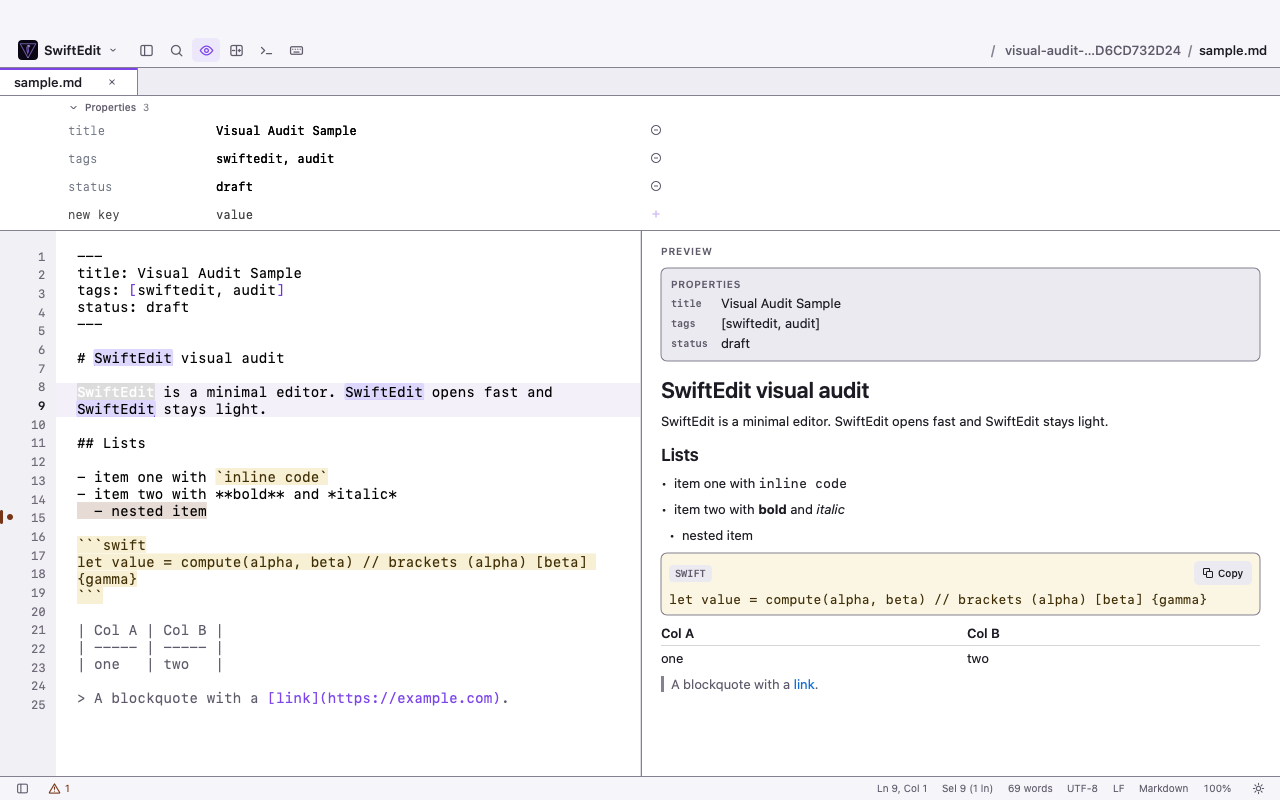 SwiftEdit
/ visual-audit-...D6CD732D24 / sample.md
sample.md ×
Properties 3
title Visual Audit Sample
tags swiftedit, audit
status draft
new key value +
1
2
3
4
5
6
7
8
9
10
11
12
13
14
15
16
17
18
19
20
21
22
23
24
25
---
title: Visual Audit Sample
tags: [swiftedit, audit]
status: draft
---
# SwiftEdit visual audit
SwiftEdit is a minimal editor. SwiftEdit opens fast and
SwiftEdit stays light.
## Lists
- item one with `inline code`
- item two with **bold** and *italic*
- nested item
```swift
let value = compute(alpha, beta) // brackets (alpha) [beta]
{gamma}
```
| Col A | Col B |
| ----- | ----- |
| one   | two   |
> A blockquote with a [link](https://example.com).
PREVIEW
PROPERTIES
title Visual Audit Sample
tags [swiftedit, audit]
status draft
SwiftEdit visual audit
SwiftEdit is a minimal editor. SwiftEdit opens fast and SwiftEdit stays light.
Lists
• item one with inline code
• item two with bold and italic
• nested item
SWIFT Copy
let value = compute(alpha, beta) // brackets (alpha) [beta] {gamma}
Col A Col B
one two
A blockquote with a link.
1
Ln 9, Col 1 Sel 9 (1 ln) 69 words UTF-8 LF Markdown 100%